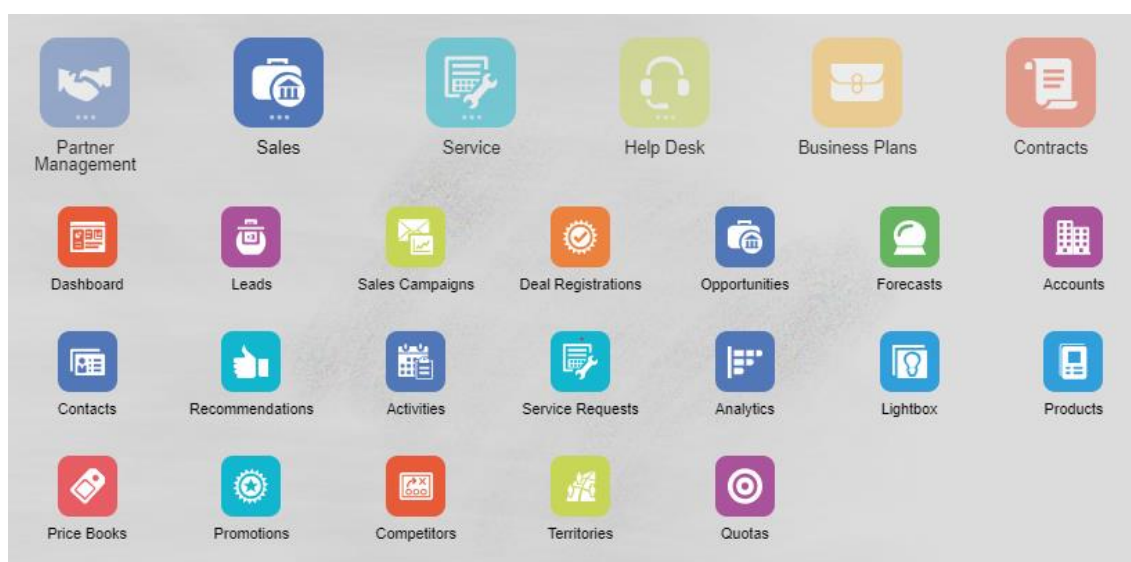 Partner
Management
Sales
Service
Help Desk
Business Plans
Contracts
Dashboard
Leads
Sales Campaigns
Deal Registrations
Opportunities
Forecasts
Accounts
Contacts
Recommendations
Activities
Service Requests
Analytics
Lightbox
Products
Price Books
Promotions
Competitors
Territories
Quotas